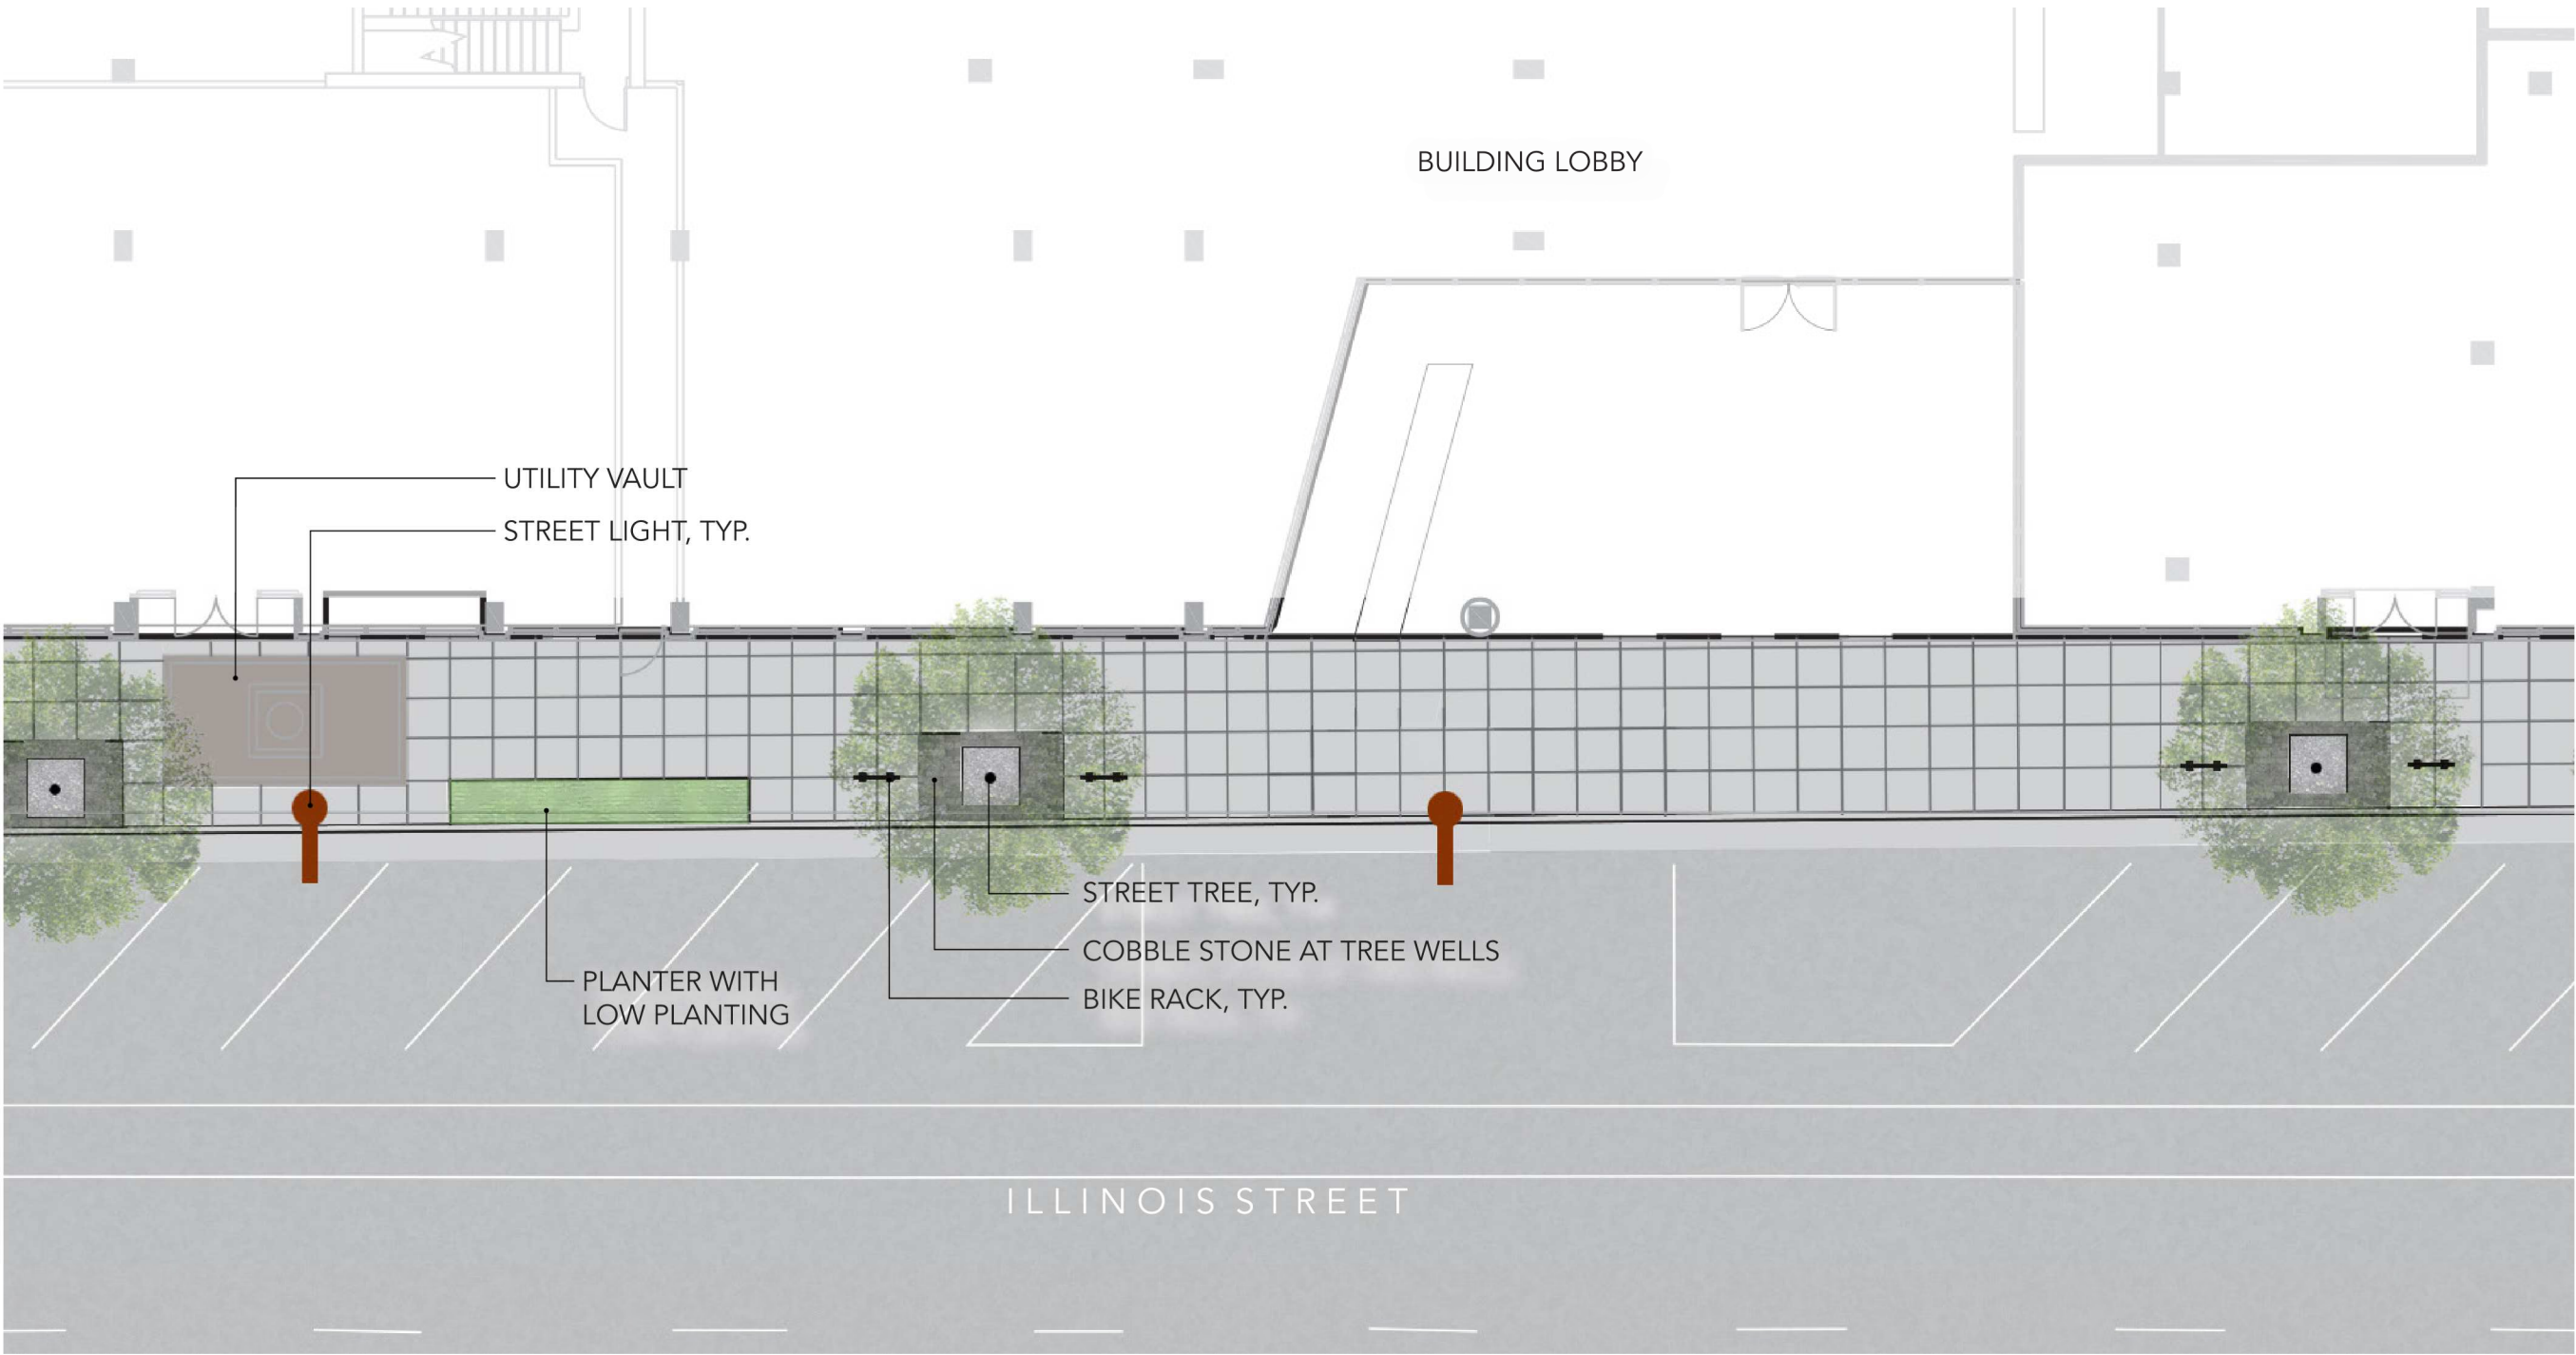 BUILDING LOBBY
UTILITY VAULT
STREET LIGHT, TYP.
STREET TREE, TYP.
COBBLE STONE AT TREE WELLS
PLANTER WITH
LOW PLANTING
BIKE RACK, TYP.
ILLINOIS STREET